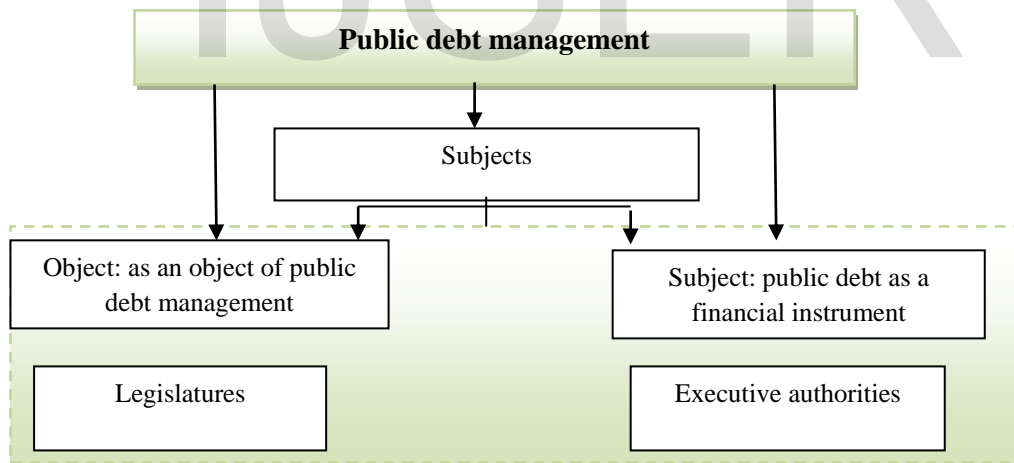 Public debt management
Subjects
Object: as an object of public
debt management
Subject: public debt as a
financial instrument
Legislatures
Executive authorities